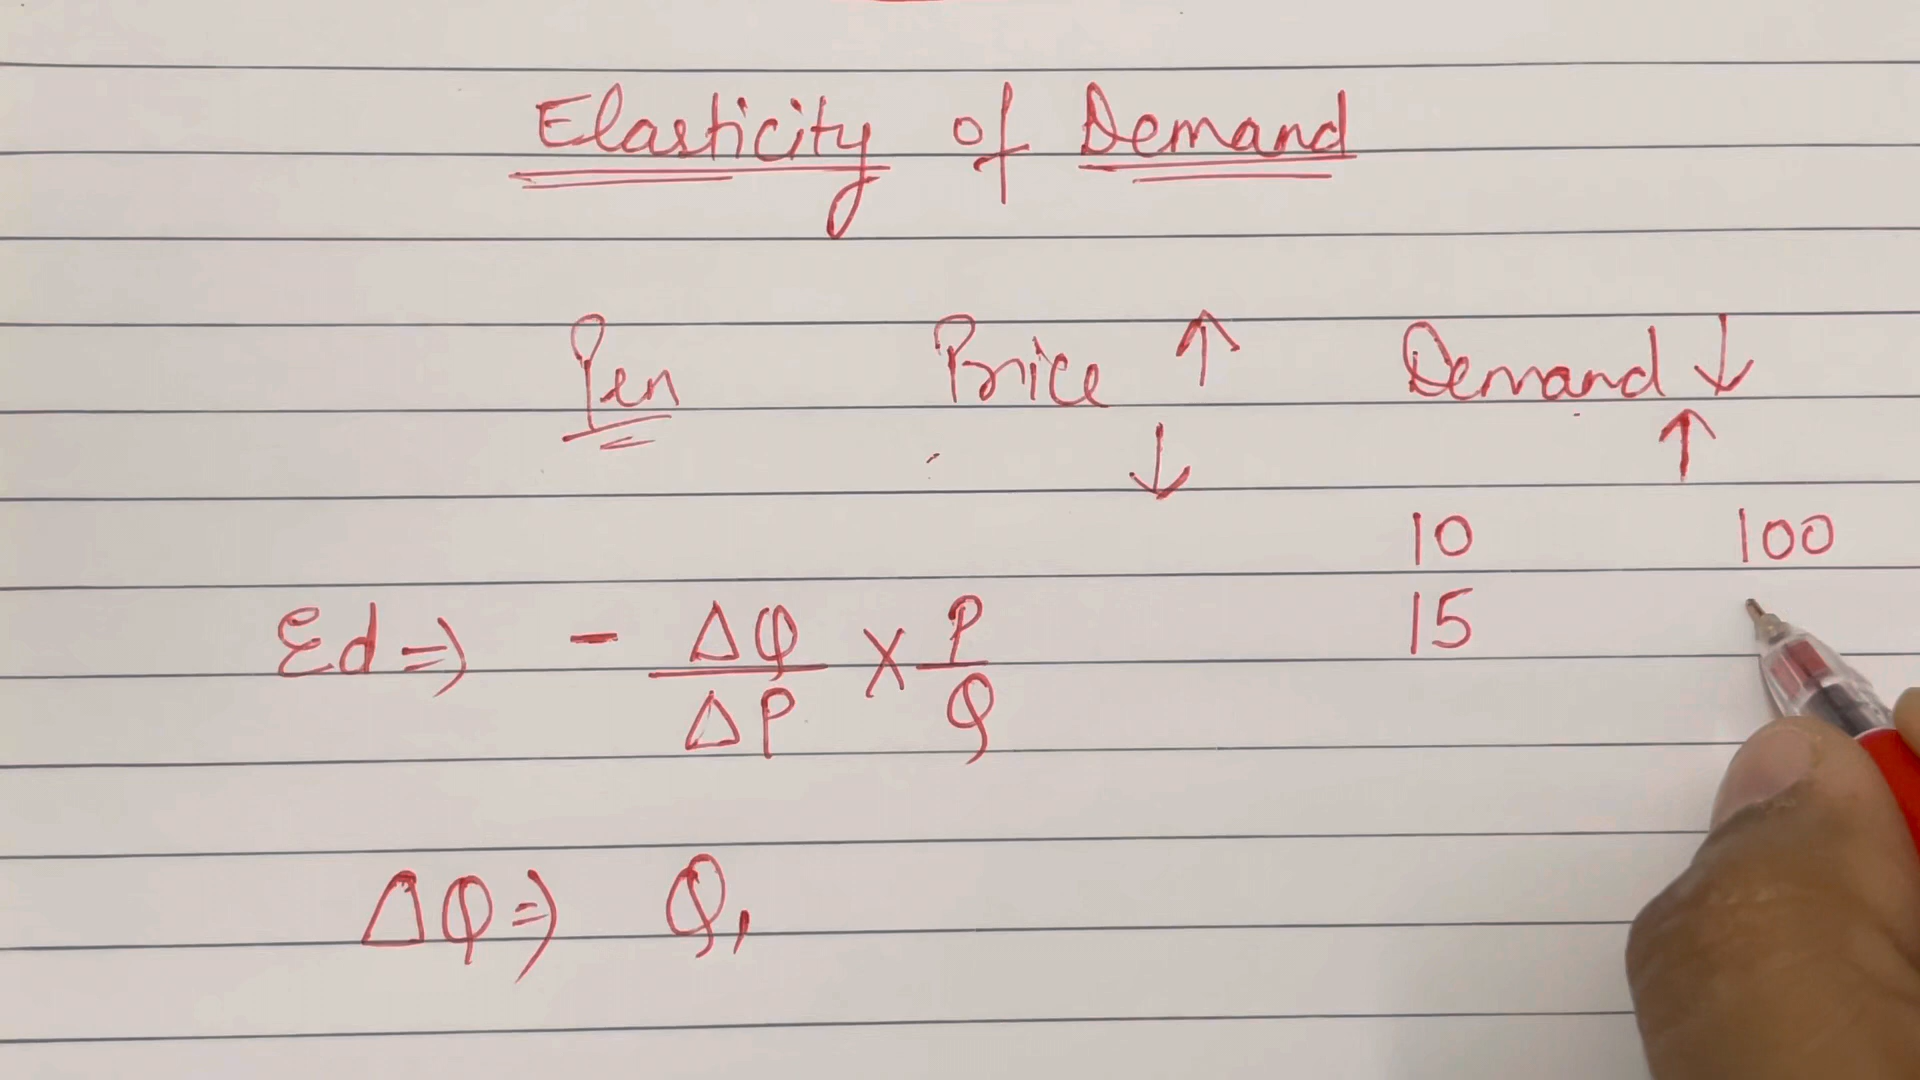 Elasticity of Demand
Pen Price ↑ Demand ↓
↓ ↑
10 100
Ed => - ΔQ/ΔP X P/Q 15
ΔQ => Q,